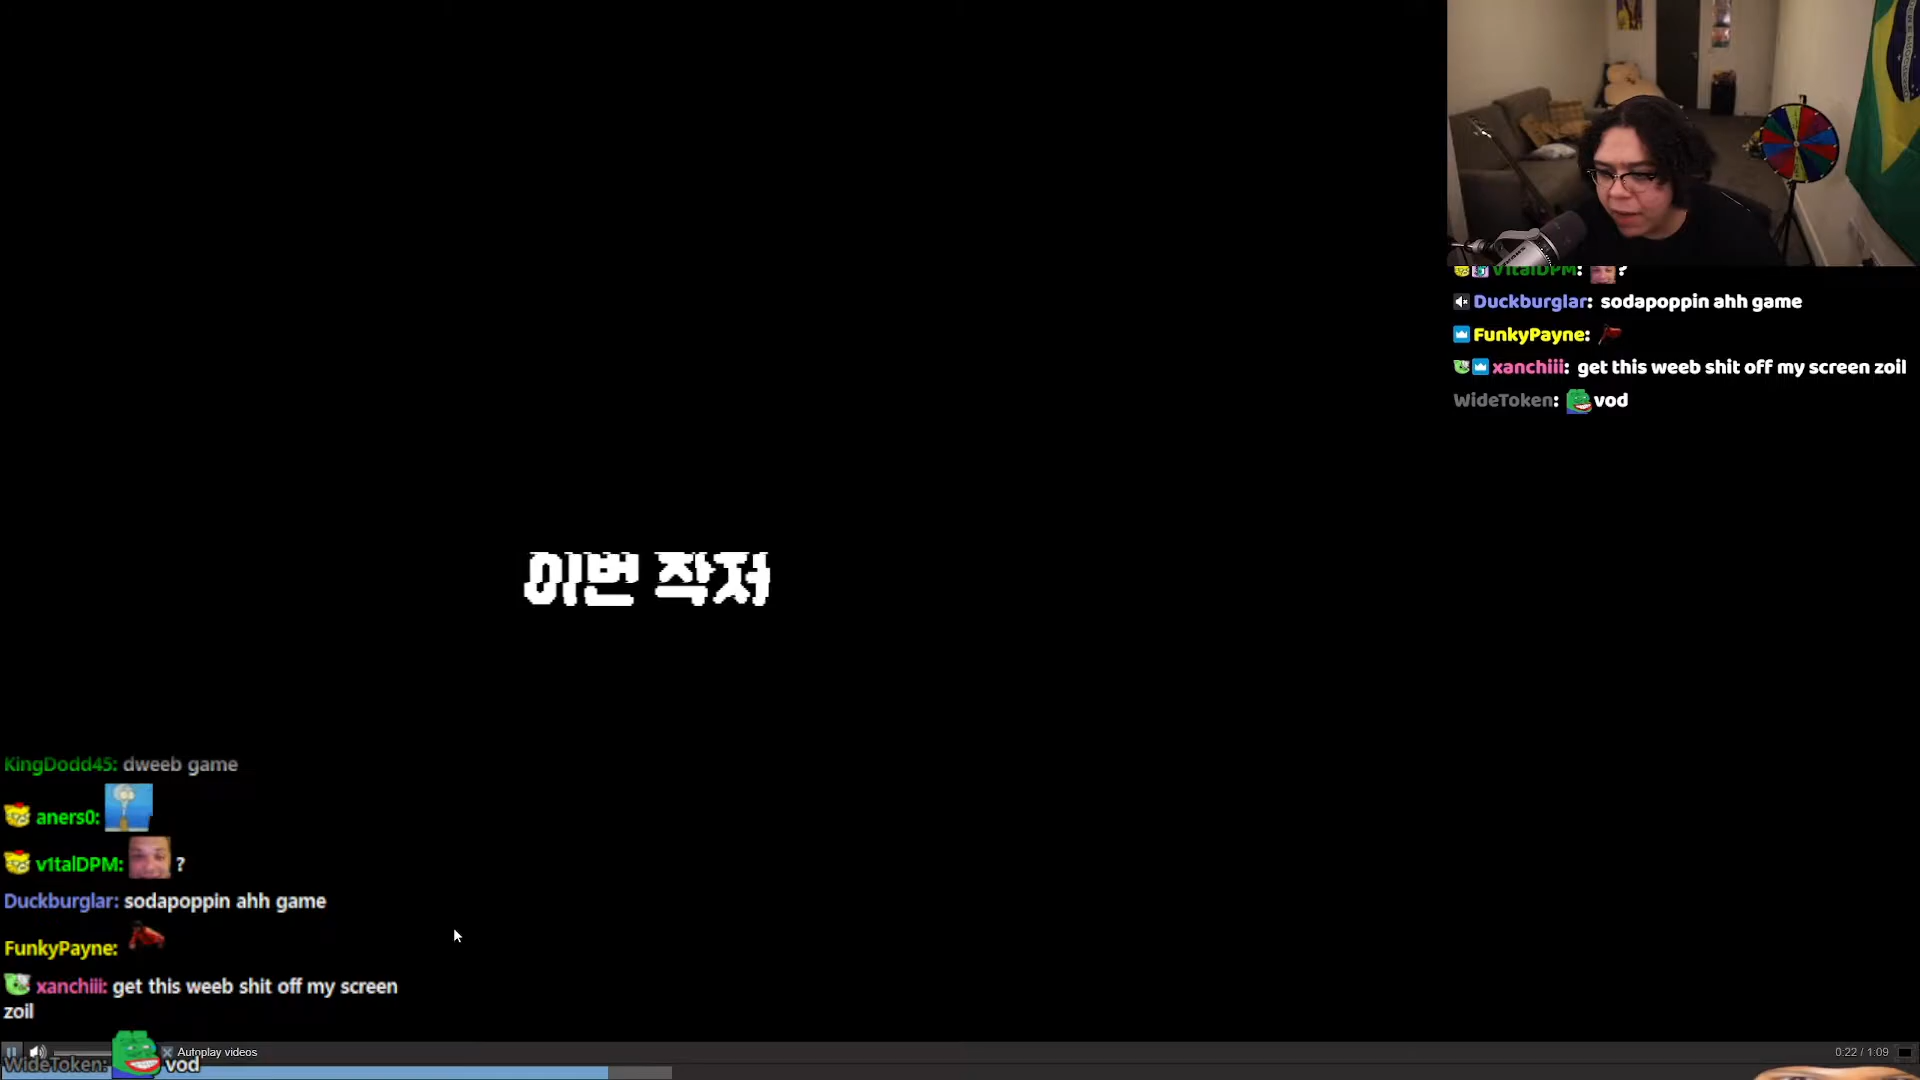 v1talDPM: ?
Duckburglar: sodapoppin ahh game
FunkyPayne:
xanchiii: get this weeb shit off my screen zoil
WideToken: vod
이번 작저
KingDodd45: dweeb game
aners0:
v1talDPM: ?
Duckburglar: sodapoppin ahh game
FunkyPayne:
xanchiii: get this weeb shit off my screen
zoil
Autoplay videos
WideToken: vod
0:22 / 1:09